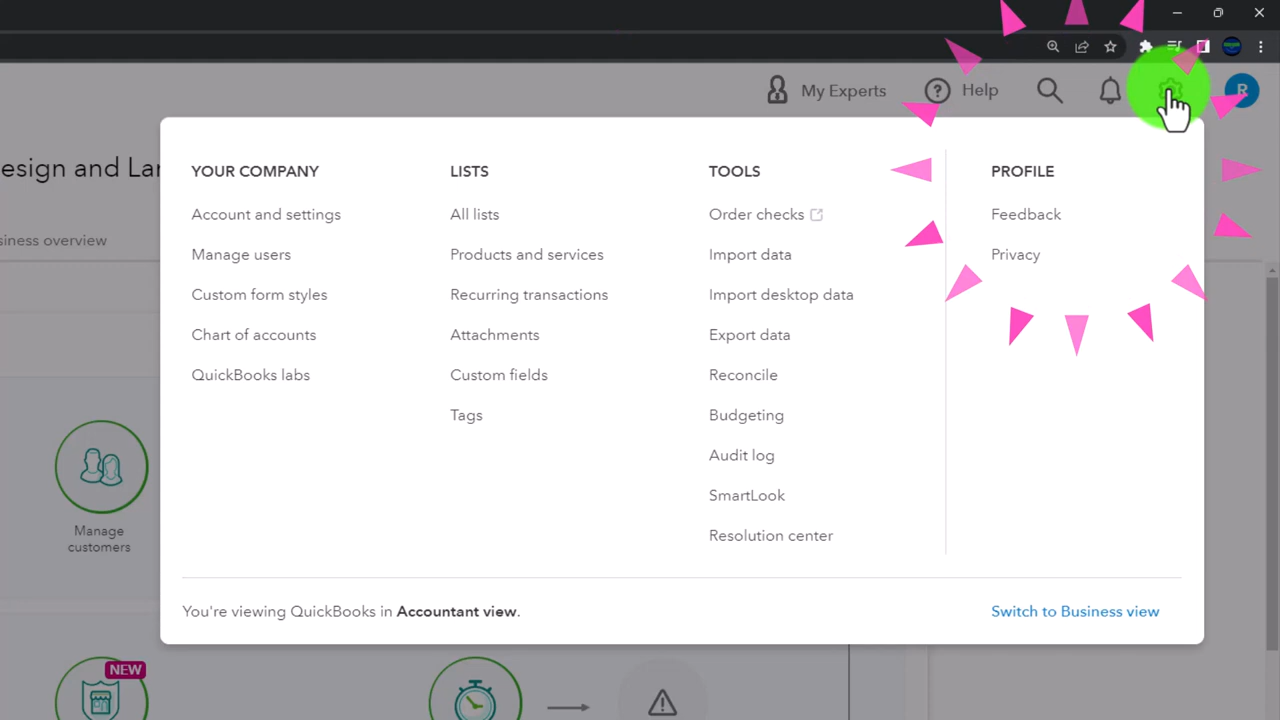 My Experts
Help
R
esign and Lar
siness overview
YOUR COMPANY
Account and settings
Manage users
Custom form styles
Chart of accounts
QuickBooks labs
LISTS
All lists
Products and services
Recurring transactions
Attachments
Custom fields
Tags
TOOLS
Order checks
Import data
Import desktop data
Export data
Reconcile
Budgeting
Audit log
SmartLook
Resolution center
PROFILE
Feedback
Privacy
You're viewing QuickBooks in Accountant view.
Switch to Business view
Manage
customers
NEW